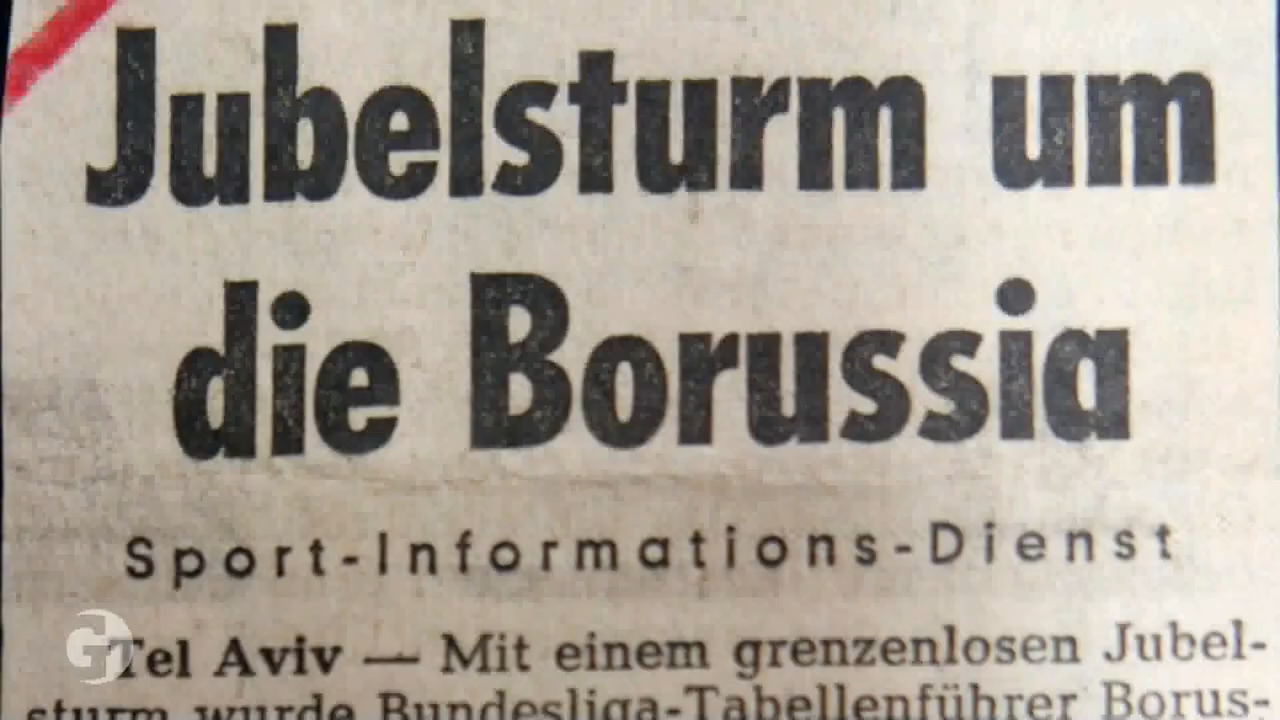 Jubelsturm um
die Borussia
Sport-Informations-Dienst
Tel Aviv — Mit einem grenzenlosen Jubel-
sturm wurde Bundesliga-Tabellenführer Borus-